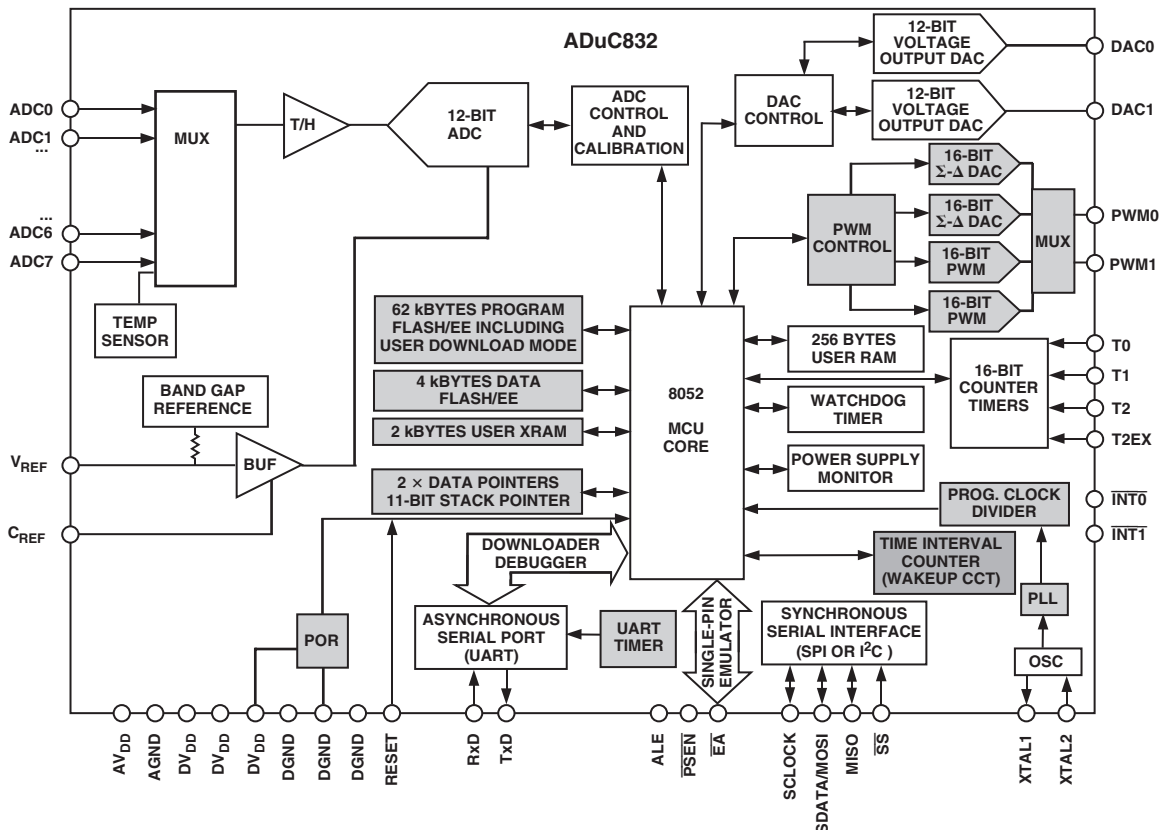 ADuC832
12-BIT
VOLTAGE
OUTPUT DAC
DAC0
12-BIT
VOLTAGE
OUTPUT DAC
DAC1
DAC
CONTROL
ADC0
ADC1
...
...
ADC6
ADC7
MUX
T/H
12-BIT
ADC
ADC
CONTROL
AND
CALIBRATION
TEMP
SENSOR
PWM
CONTROL
16-BIT
Σ-Δ DAC
16-BIT
Σ-Δ DAC
16-BIT
PWM
16-BIT
PWM
MUX
PWM0
PWM1
62 kBYTES PROGRAM
FLASH/EE INCLUDING
USER DOWNLOAD MODE
4 kBYTES DATA
FLASH/EE
2 kBYTES USER XRAM
2 × DATA POINTERS
11-BIT STACK POINTER
8052
MCU
CORE
256 BYTES
USER RAM
WATCHDOG
TIMER
POWER SUPPLY
MONITOR
16-BIT
COUNTER
TIMERS
T0
T1
T2
T2EX
BAND GAP
REFERENCE
BUF
VREF
CREF
PROG. CLOCK
DIVIDER
INT0
INT1
TIME INTERVAL
COUNTER
(WAKEUP CCT)
PLL
OSC
DOWNLOADER
DEBUGGER
POR
ASYNCHRONOUS
SERIAL PORT
(UART)
UART
TIMER
SINGLE-PIN
EMULATOR
SYNCHRONOUS
SERIAL INTERFACE
(SPI OR I2C )
AVDD
AGND
DVDD
DVDD
DVDD
DGND
DGND
DGND
RESET
RxD
TxD
ALE
PSEN
EA
SCLOCK
SDATA/MOSI
MISO
SS
XTAL1
XTAL2